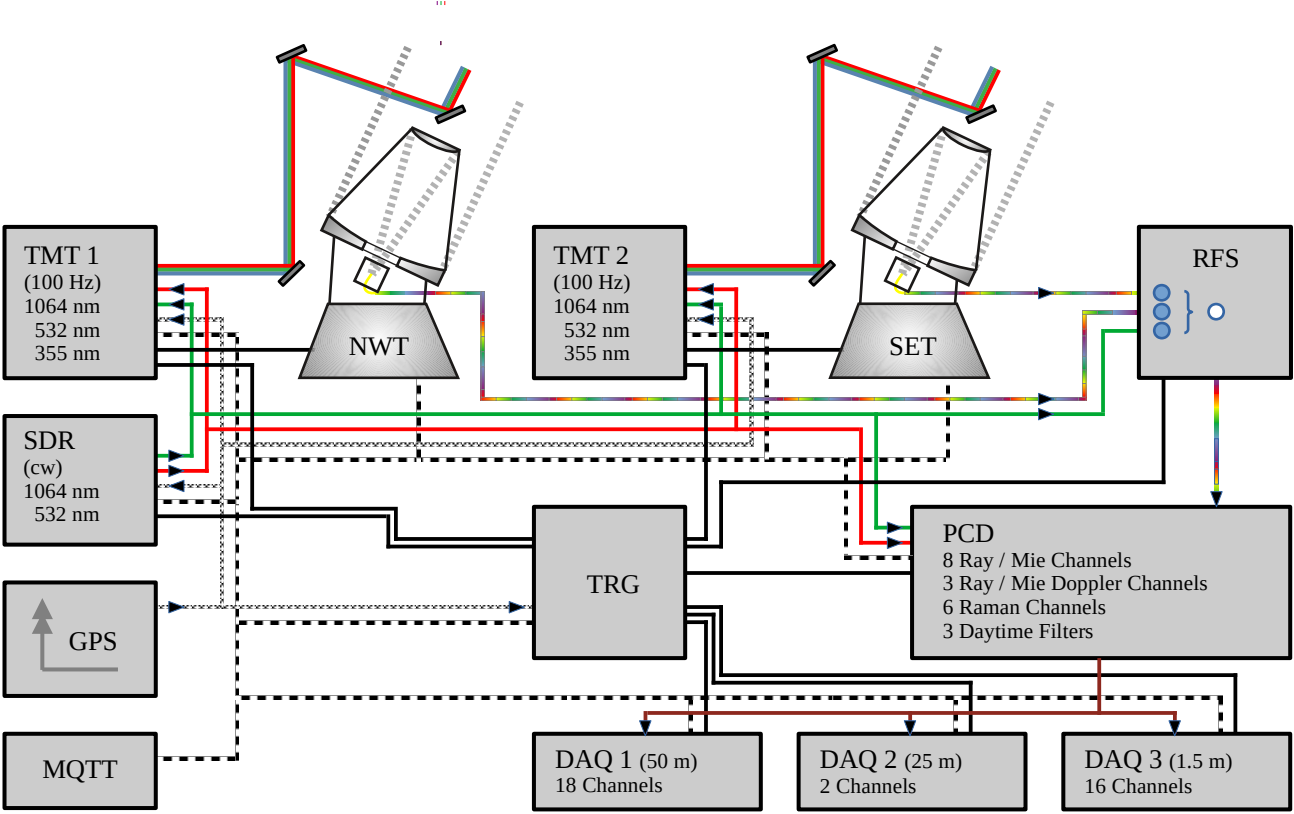 TMT 1
(100 Hz)
1064 nm
532 nm
355 nm
NWT
TMT 2
(100 Hz)
1064 nm
532 nm
355 nm
SET
RFS
SDR
(cw)
1064 nm
532 nm
TRG
PCD
8 Ray / Mie Channels
3 Ray / Mie Doppler Channels
6 Raman Channels
3 Daytime Filters
GPS
MQTT
DAQ 1 (50 m)
18 Channels
DAQ 2 (25 m)
2 Channels
DAQ 3 (1.5 m)
16 Channels